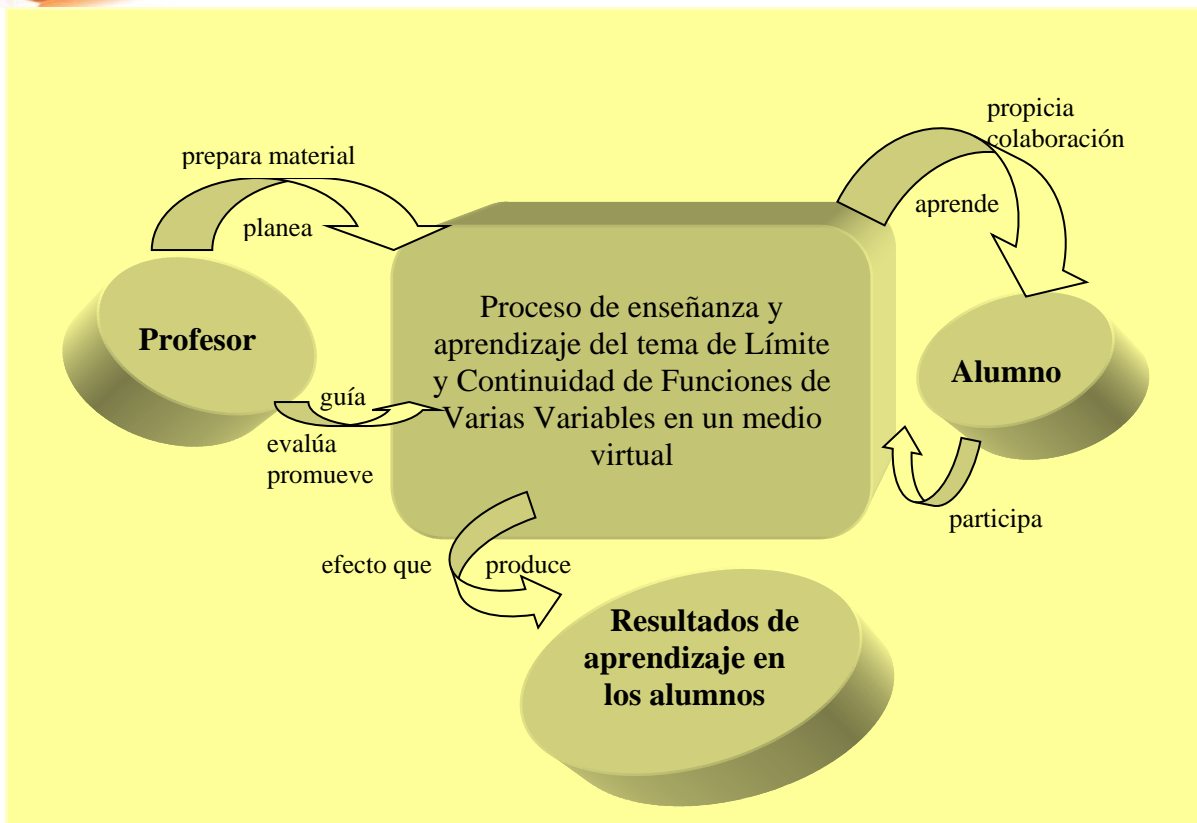 propicia
colaboración
prepara material
aprende
planea
Proceso de enseñanza y
aprendizaje del tema de Límite
y Continuidad de Funciones de
Varias Variables en un medio
virtual
Profesor
Alumno
guía
evalúa
promueve
participa
efecto que produce
Resultados de
aprendizaje en
los alumnos